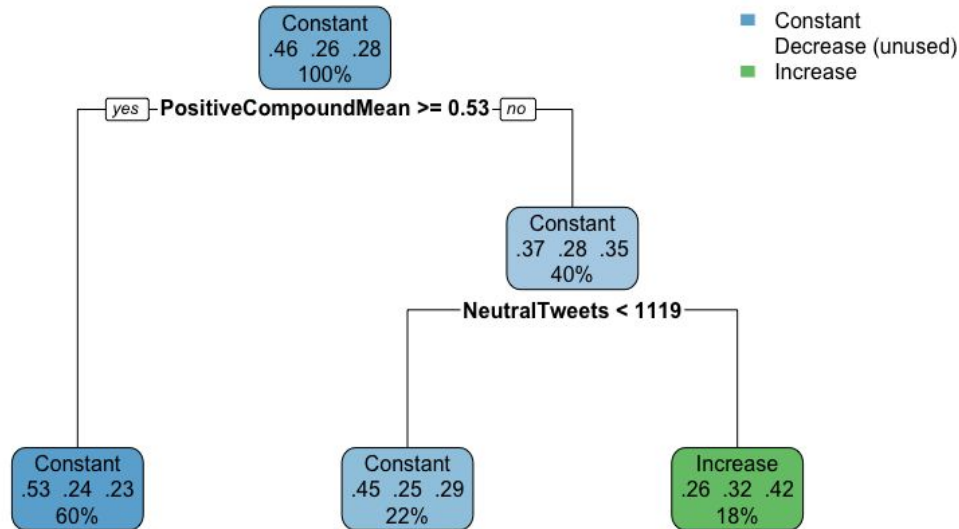 Constant
.46 .26 .28
100%
Constant
Decrease (unused)
Increase
yes PositiveCompoundMean >= 0.53 no
Constant
.37 .28 .35
40%
NeutralTweets < 1119
Constant
.53 .24 .23
60%
Constant
.45 .25 .29
22%
Increase
.26 .32 .42
18%